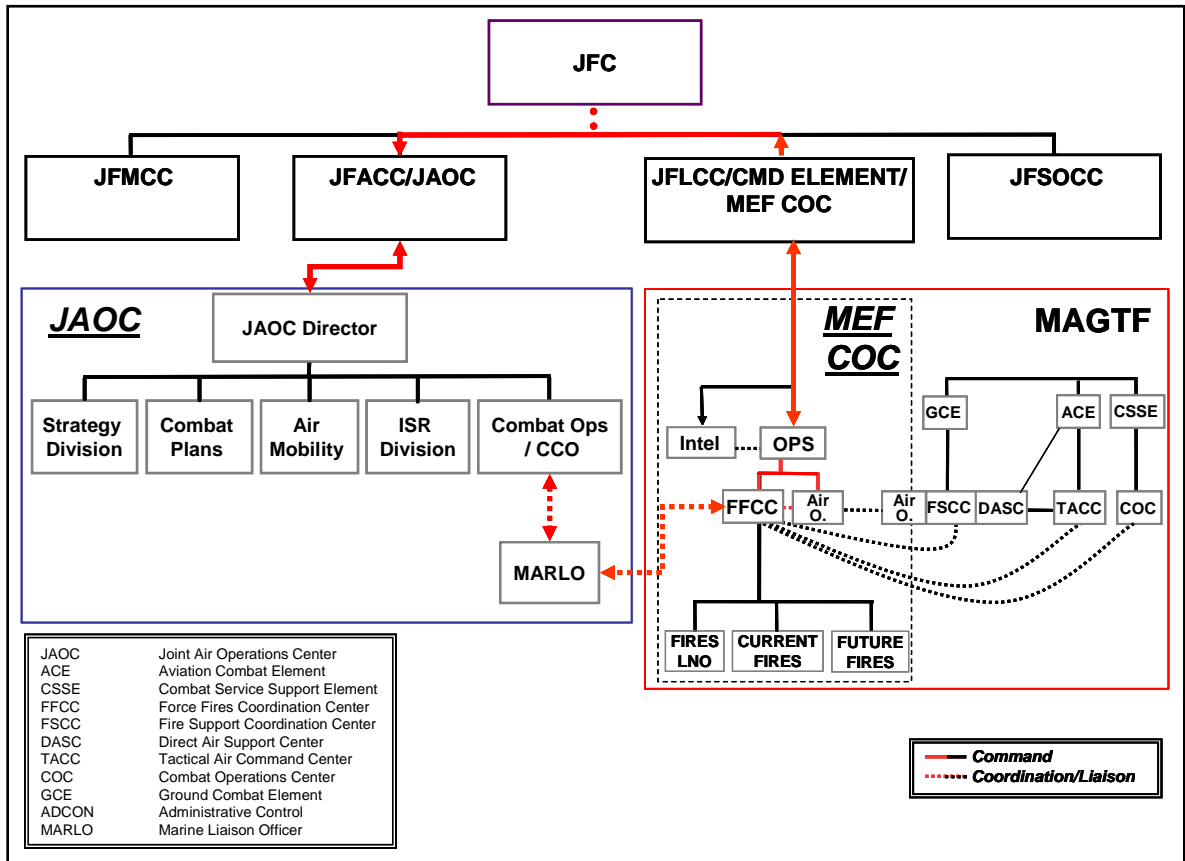 JFC
JFMCC
JFACC/JAOC
JFLCC/CMD ELEMENT/
MEF COC
JFSOCC
JAOC
JAOC Director
Strategy
Division
Combat
Plans
Air
Mobility
ISR
Division
Combat Ops
/ CCO
MARLO
MEF
COC
MAGTF
Intel
OPS
FFCC
Air
O.
GCE
ACE
CSSE
Air
O.
FSCC
DASC
TACC
COC
FIRES
LNO
CURRENT
FIRES
FUTURE
FIRES
JAOC Joint Air Operations Center
ACE Aviation Combat Element
CSSE Combat Service Support Element
FFCC Force Fires Coordination Center
FSCC Fire Support Coordination Center
DASC Direct Air Support Center
TACC Tactical Air Command Center
COC Combat Operations Center
GCE Ground Combat Element
ADCON Administrative Control
MARLO Marine Liaison Officer
Command
Coordination/Liaison